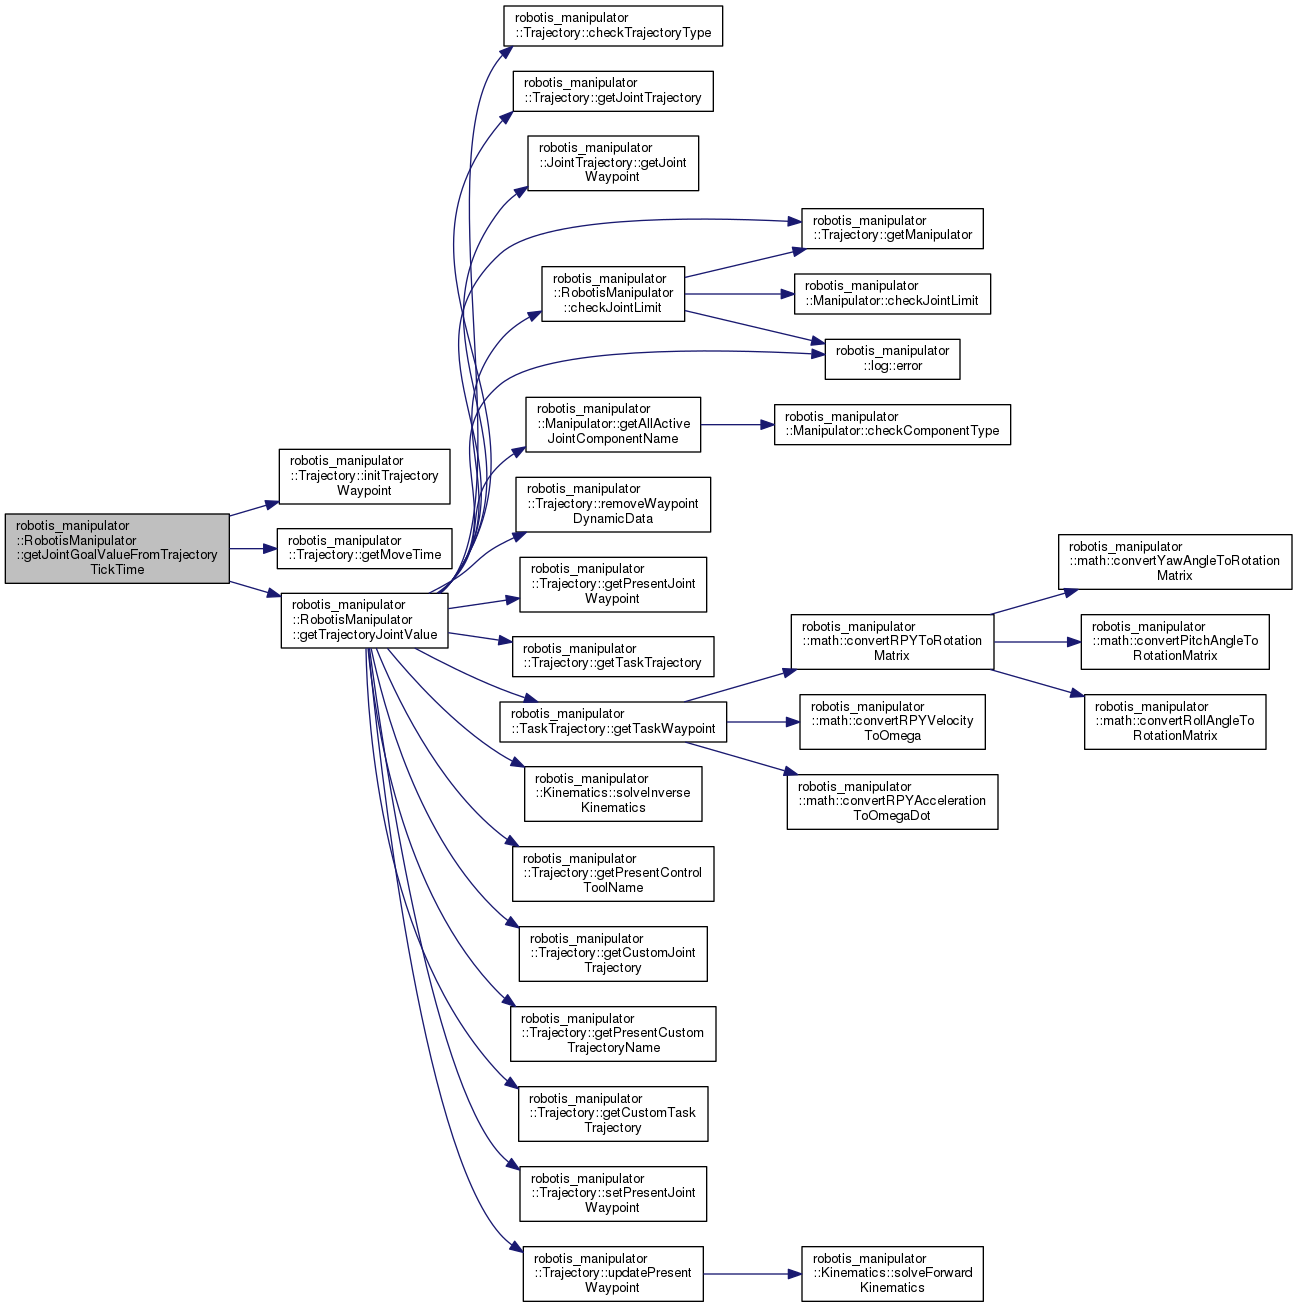 robotis_manipulator
::Trajectory::checkTrajectoryType
robotis_manipulator
::Trajectory::getJointTrajectory
robotis_manipulator
::JointTrajectory::getJoint
Waypoint
robotis_manipulator
::Trajectory::getManipulator
robotis_manipulator
::RobotisManipulator
::checkJointLimit
robotis_manipulator
::Manipulator::checkJointLimit
robotis_manipulator
::log::error
robotis_manipulator
::Manipulator::getAllActive
JointComponentName
robotis_manipulator
::Manipulator::checkComponentType
robotis_manipulator
::Trajectory::initTrajectory
Waypoint
robotis_manipulator
::Trajectory::removeWaypoint
DynamicData
robotis_manipulator
::RobotisManipulator
::getJointGoalValueFromTrajectory
TickTime
robotis_manipulator
::Trajectory::getMoveTime
robotis_manipulator
::Trajectory::getPresentJoint
Waypoint
robotis_manipulator
::math::convertYawAngleToRotation
Matrix
robotis_manipulator
::RobotisManipulator
::getTrajectoryJointValue
robotis_manipulator
::Trajectory::getTaskTrajectory
robotis_manipulator
::math::convertRPYToRotation
Matrix
robotis_manipulator
::math::convertPitchAngleTo
RotationMatrix
robotis_manipulator
::TaskTrajectory::getTaskWaypoint
robotis_manipulator
::math::convertRPYVelocity
ToOmega
robotis_manipulator
::math::convertRollAngleTo
RotationMatrix
robotis_manipulator
::Kinematics::solveInverse
Kinematics
robotis_manipulator
::math::convertRPYAcceleration
ToOmegaDot
robotis_manipulator
::Trajectory::getPresentControl
ToolName
robotis_manipulator
::Trajectory::getCustomJoint
Trajectory
robotis_manipulator
::Trajectory::getPresentCustom
TrajectoryName
robotis_manipulator
::Trajectory::getCustomTask
Trajectory
robotis_manipulator
::Trajectory::setPresentJoint
Waypoint
robotis_manipulator
::Trajectory::updatePresent
Waypoint
robotis_manipulator
::Kinematics::solveForward
Kinematics